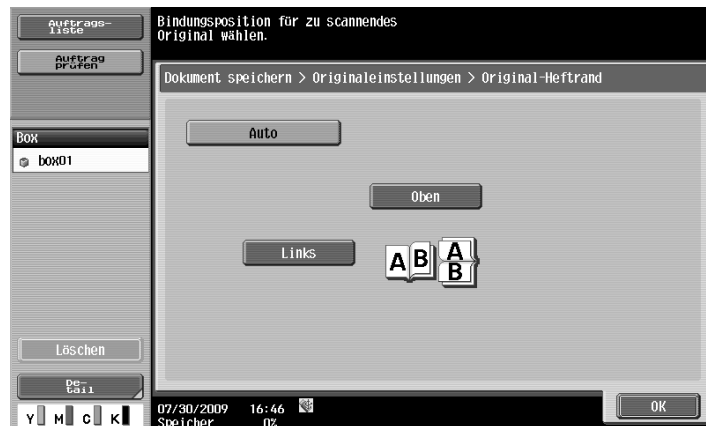 Auftrags-
liste
Auftrag
prüfen
Box
box01
Löschen
De-
tail
Y M C K
Bindungsposition für zu scannendes
Original wählen.
Dokument speichern > Originaleinstellungen > Original-Heftrand
Auto
Oben
Links
A B A
B
07/30/2009 16:46
Speicher 0%
OK